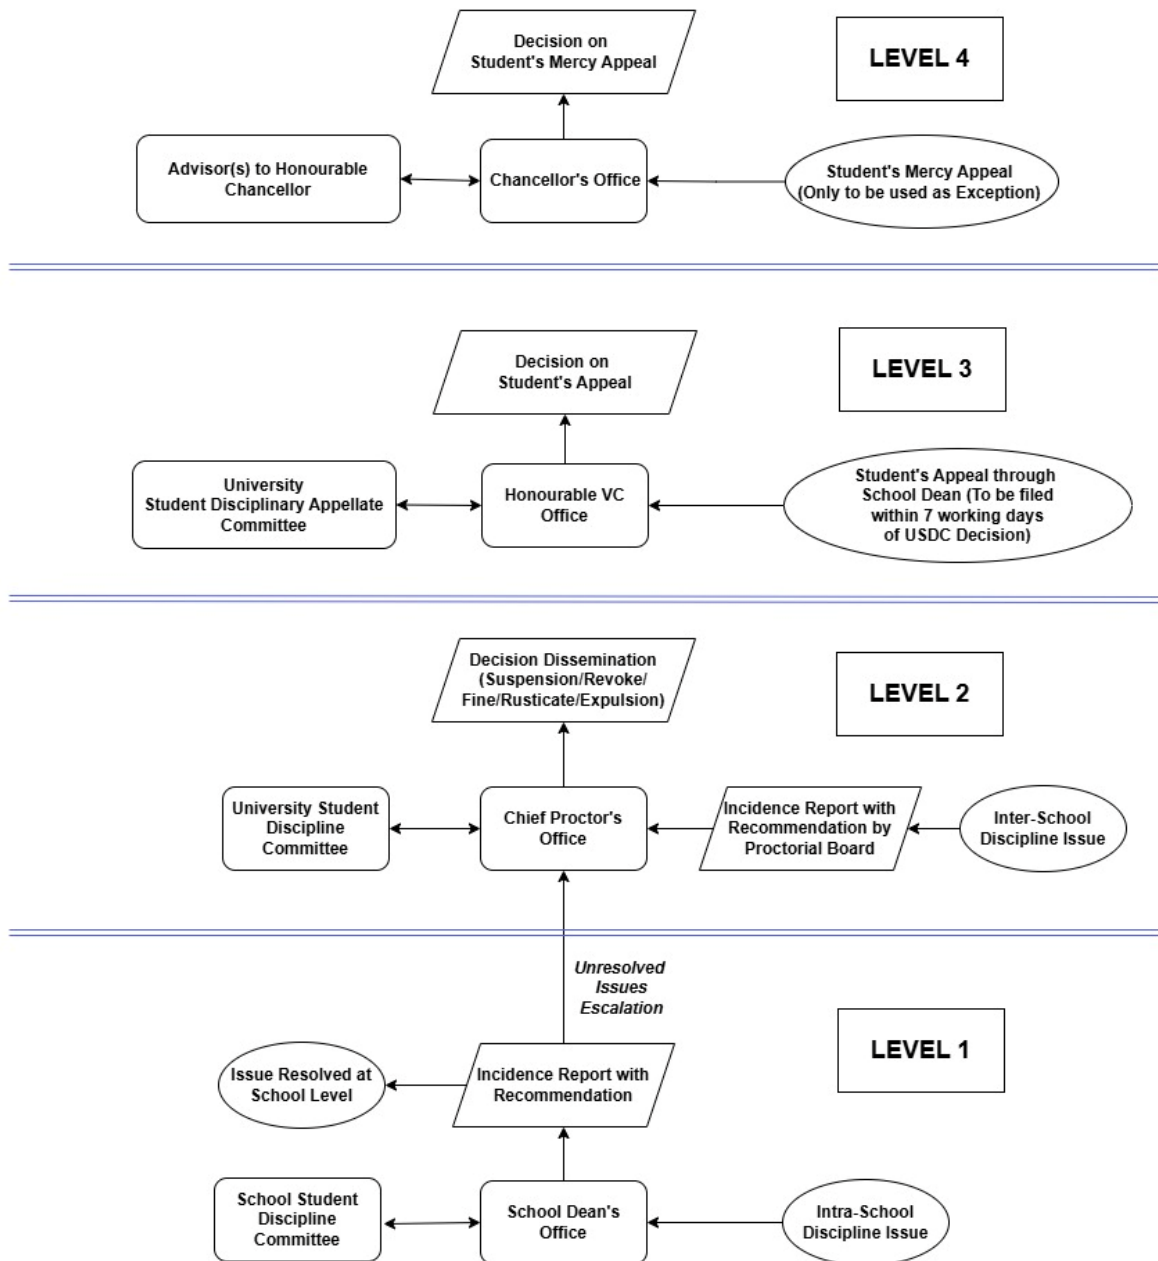 Decision on
Student's Mercy Appeal
LEVEL 4
Advisor(s) to Honourable
Chancellor
Chancellor's Office
Student's Mercy Appeal
(Only to be used as Exception)
Decision on
Student's Appeal
LEVEL 3
University
Student Disciplinary Appellate
Committee
Honourable VC
Office
Student's Appeal through
School Dean (To be filed
within 7 working days
of USDC Decision)
Decision Dissemination
(Suspension/Revoke/
Fine/Rusticate/Expulsion)
LEVEL 2
University Student
Discipline
Committee
Chief Proctor's
Office
Incidence Report with
Recommendation by
Proctorial Board
Inter-School
Discipline Issue
Unresolved
Issues
Escalation
LEVEL 1
Issue Resolved at
School Level
Incidence Report with
Recommendation
School Student
Discipline
Committee
School Dean's
Office
Intra-School
Discipline Issue